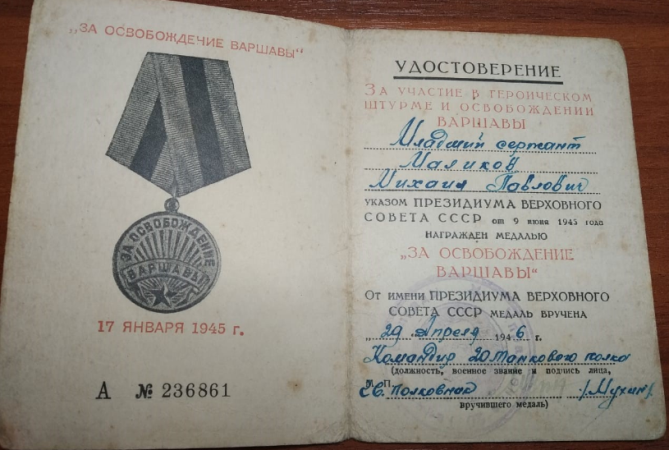 „ЗА ОСВОБОЖДЕНИЕ ВАРШАВЫ"
ЗА ОСВОБОЖДЕНИЕ
ВАРШАВЫ
17 ЯНВАРЯ 1945 г.
А № 236861
УДОСТОВЕРЕНИЕ
ЗА УЧАСТИЕ В ГЕРОИЧЕСКОМ
ШТУРМЕ И ОСВОБОЖДЕНИИ
ВАРШАВЫ
Младший сержант
Маликов
Михаил Павлович
УКАЗОМ ПРЕЗИДИУМА ВЕРХОВНОГО
СОВЕТА СССР от 9 июня 1945 года
НАГРАЖДЕН МЕДАЛЬЮ
„ЗА ОСВОБОЖДЕНИЕ
ВАРШАВЫ"
От имени ПРЕЗИДИУМА ВЕРХОВНОГО
СОВЕТА СССР МЕДАЛЬ ВРУЧЕНА
29 апреля 1946 г.
Командир 20 танкового полка
(должность, военное звание и подпись лица,
М. П.
Полковник /Мухин/
вручившего медаль)